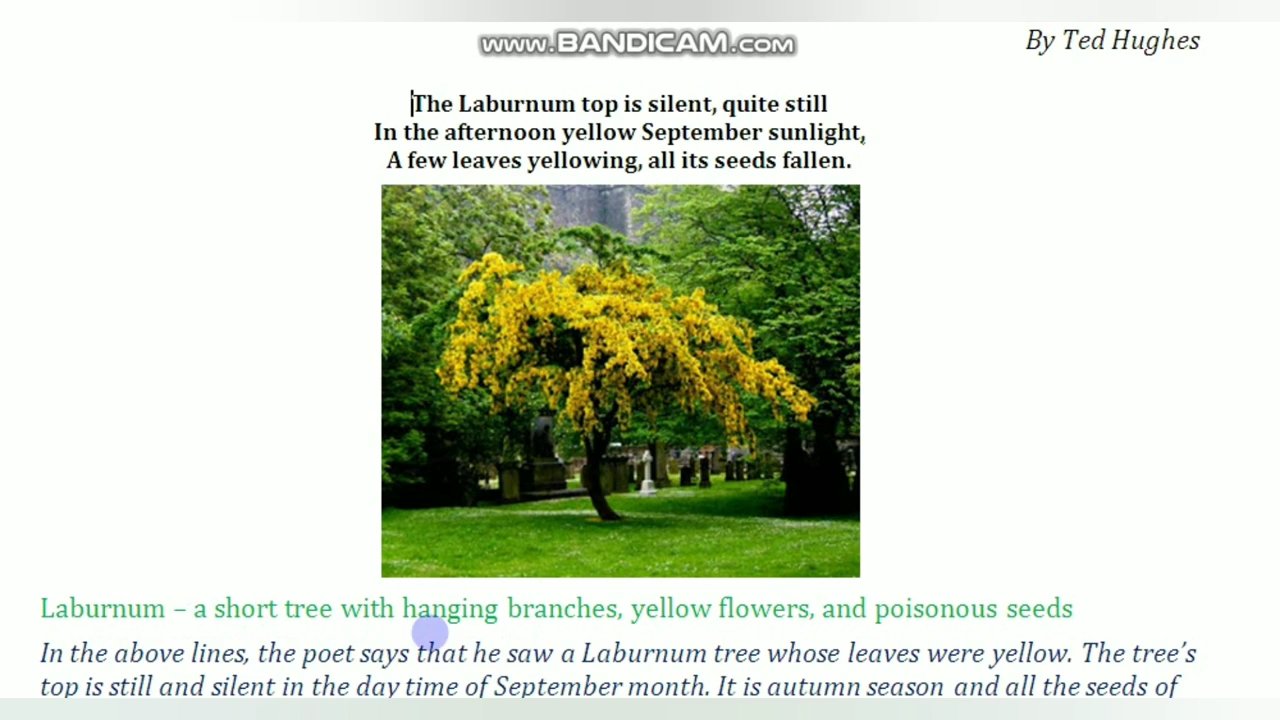 www.BANDICAM.com
By Ted Hughes
The Laburnum top is silent, quite still
In the afternoon yellow September sunlight,
A few leaves yellowing, all its seeds fallen.
Laburnum – a short tree with hanging branches, yellow flowers, and poisonous seeds
In the above lines, the poet says that he saw a Laburnum tree whose leaves were yellow. The tree’s
top is still and silent in the day time of September month. It is autumn season and all the seeds of